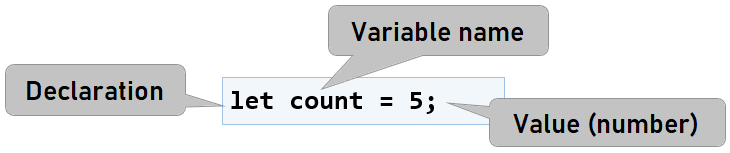 Variable name
Declaration
let count = 5;
Value (number)